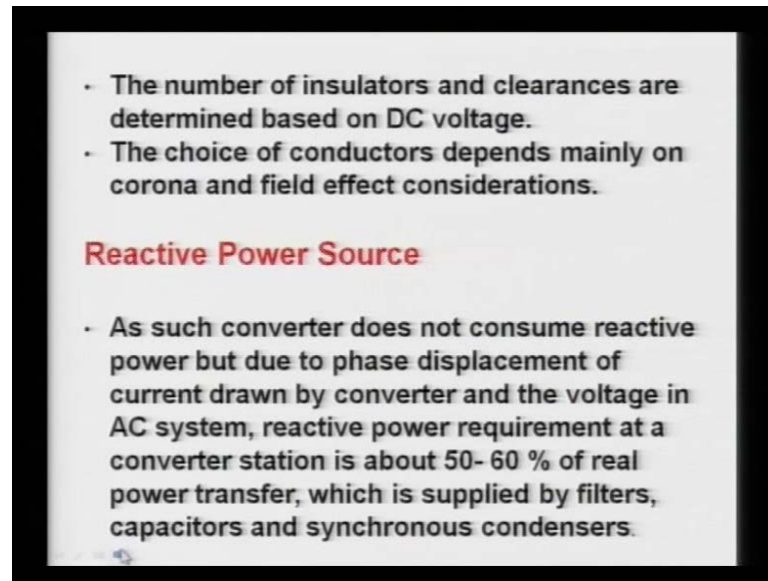 · The number of insulators and clearances are
determined based on DC voltage.
· The choice of conductors depends mainly on
corona and field effect considerations.
Reactive Power Source
· As such converter does not consume reactive
power but due to phase displacement of
current drawn by converter and the voltage in
AC system, reactive power requirement at a
converter station is about 50- 60 % of real
power transfer, which is supplied by filters,
capacitors and synchronous condensers.